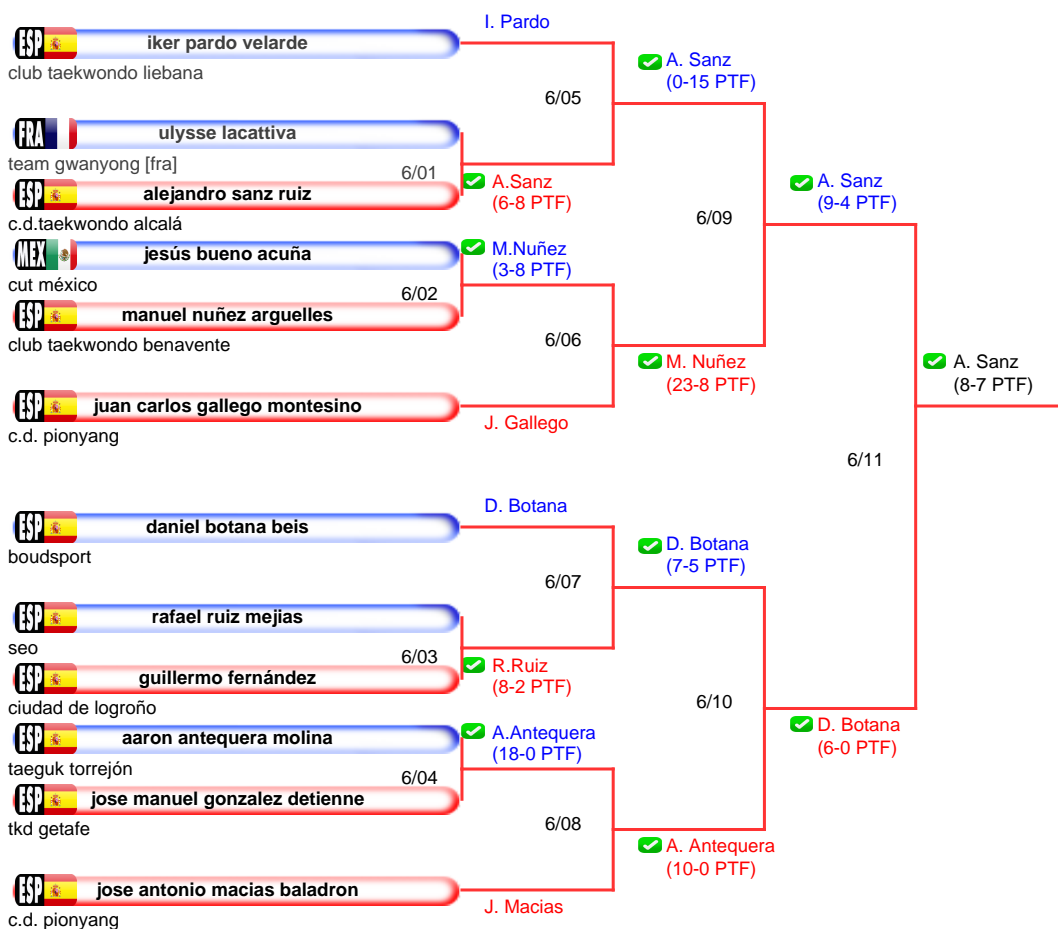 I. Pardo
ESP iker pardo velarde
club taekwondo liebana
A. Sanz
(0-15 PTF)
6/05
FRA ulysse lacattiva
team gwanyong [fra]
6/01
A.Sanz
(6-8 PTF)
ESP alejandro sanz ruiz
c.d.taekwondo alcalá
A. Sanz
(9-4 PTF)
6/09
MEX jesús bueno acuña
cut méxico
M.Nuñez
(3-8 PTF)
6/02
ESP manuel nuñez arguelles
club taekwondo benavente
6/06
M. Nuñez
(23-8 PTF)
ESP juan carlos gallego montesino
c.d. pionyang
J. Gallego
A. Sanz
(8-7 PTF)
6/11
D. Botana
ESP daniel botana beis
boudsport
D. Botana
(7-5 PTF)
6/07
ESP rafael ruiz mejias
seo
6/03
R.Ruiz
(8-2 PTF)
ESP guillermo fernández
ciudad de logroño
6/10
D. Botana
(6-0 PTF)
ESP aaron antequera molina
taeguk torrejón
A.Antequera
(18-0 PTF)
6/04
ESP jose manuel gonzalez detienne
tkd getafe
6/08
A. Antequera
(10-0 PTF)
ESP jose antonio macias baladron
c.d. pionyang
J. Macias